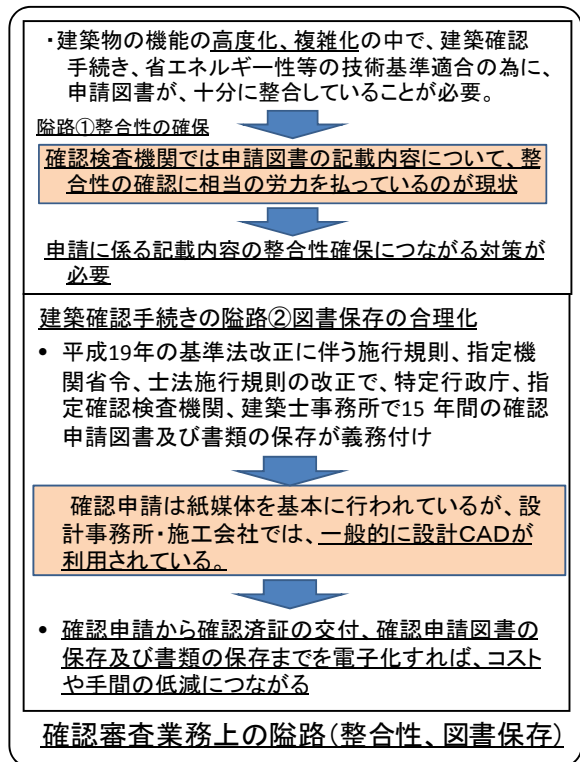 ・建築物の機能の高度化、複雑化の中で、建築確認
手続き、省エネルギー性等の技術基準適合の為に、
申請図書が、十分に整合していることが必要。
隘路①整合性の確保
確認検査機関では申請図書の記載内容について、整
合性の確認に相当の労力を払っているのが現状
申請に係る記載内容の整合性確保につながる対策が
必要
建築確認手続きの隘路②図書保存の合理化
• 平成19年の基準法改正に伴う施行規則、指定機
関省令、士法施行規則の改正で、特定行政庁、指
定確認検査機関、建築士事務所で15 年間の確認
申請図書及び書類の保存が義務付け
確認申請は紙媒体を基本に行われているが、設
計事務所・施工会社では、一般的に設計CADが
利用されている。
• 確認申請から確認済証の交付、確認申請図書の
保存及び書類の保存までを電子化すれば、コスト
や手間の低減につながる
確認審査業務上の隘路(整合性、図書保存)